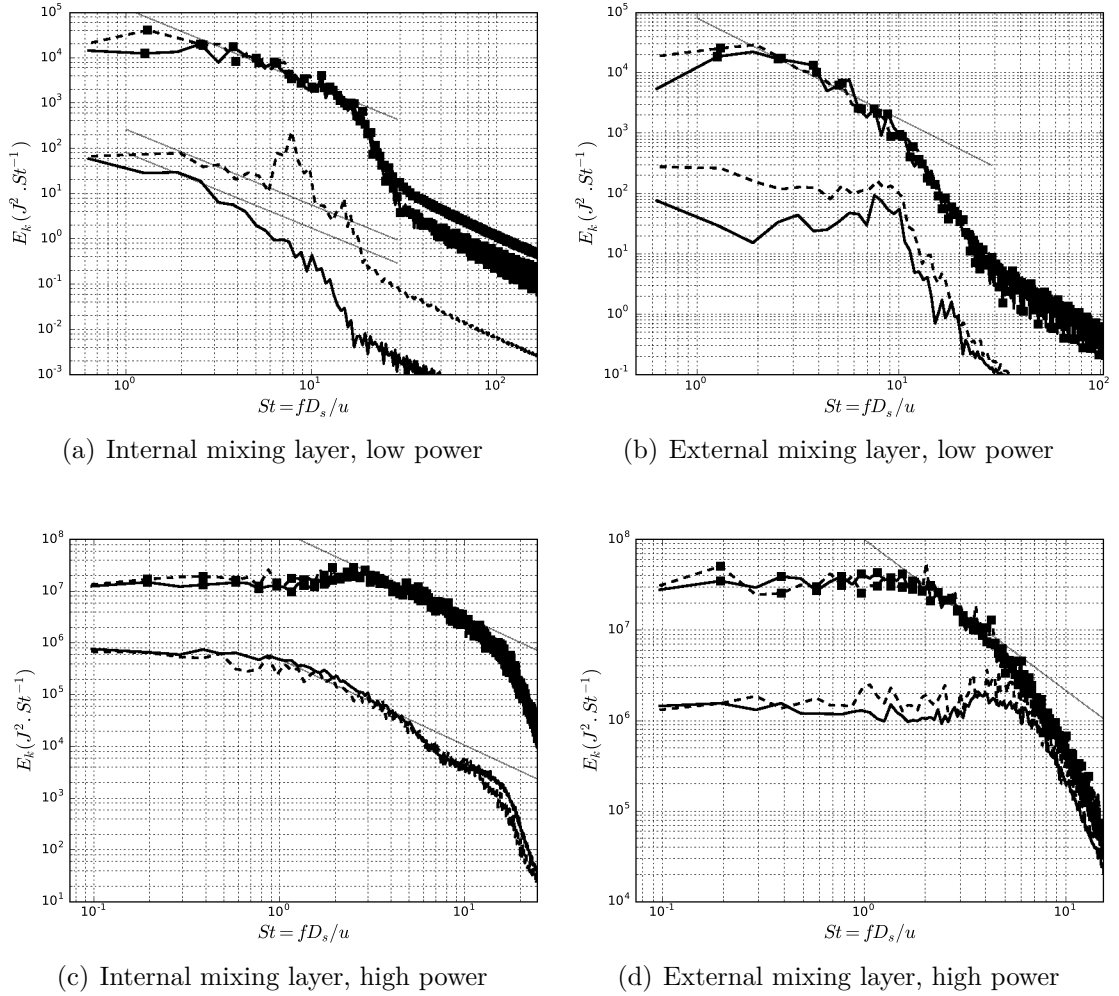 10^5
10^4
10^3
10^2
10^1
10^0
10^-1
10^-2
10^-3
E_k(J^2.St^-1)
10^0 10^1 10^2
St = fD_s/u
(a) Internal mixing layer, low power
10^5
10^4
10^3
10^2
10^1
10^0
10^-1
E_k(J^2.St^-1)
10^0 10^1 10^2
St = fD_s/u
(b) External mixing layer, low power
10^8
10^7
10^6
10^5
10^4
10^3
10^2
10^1
E_k(J^2.St^-1)
10^-1 10^0 10^1
St = fD_s/u
(c) Internal mixing layer, high power
10^8
10^7
10^6
10^5
10^4
E_k(J^2.St^-1)
10^-1 10^0 10^1
St = fD_s/u
(d) External mixing layer, high power